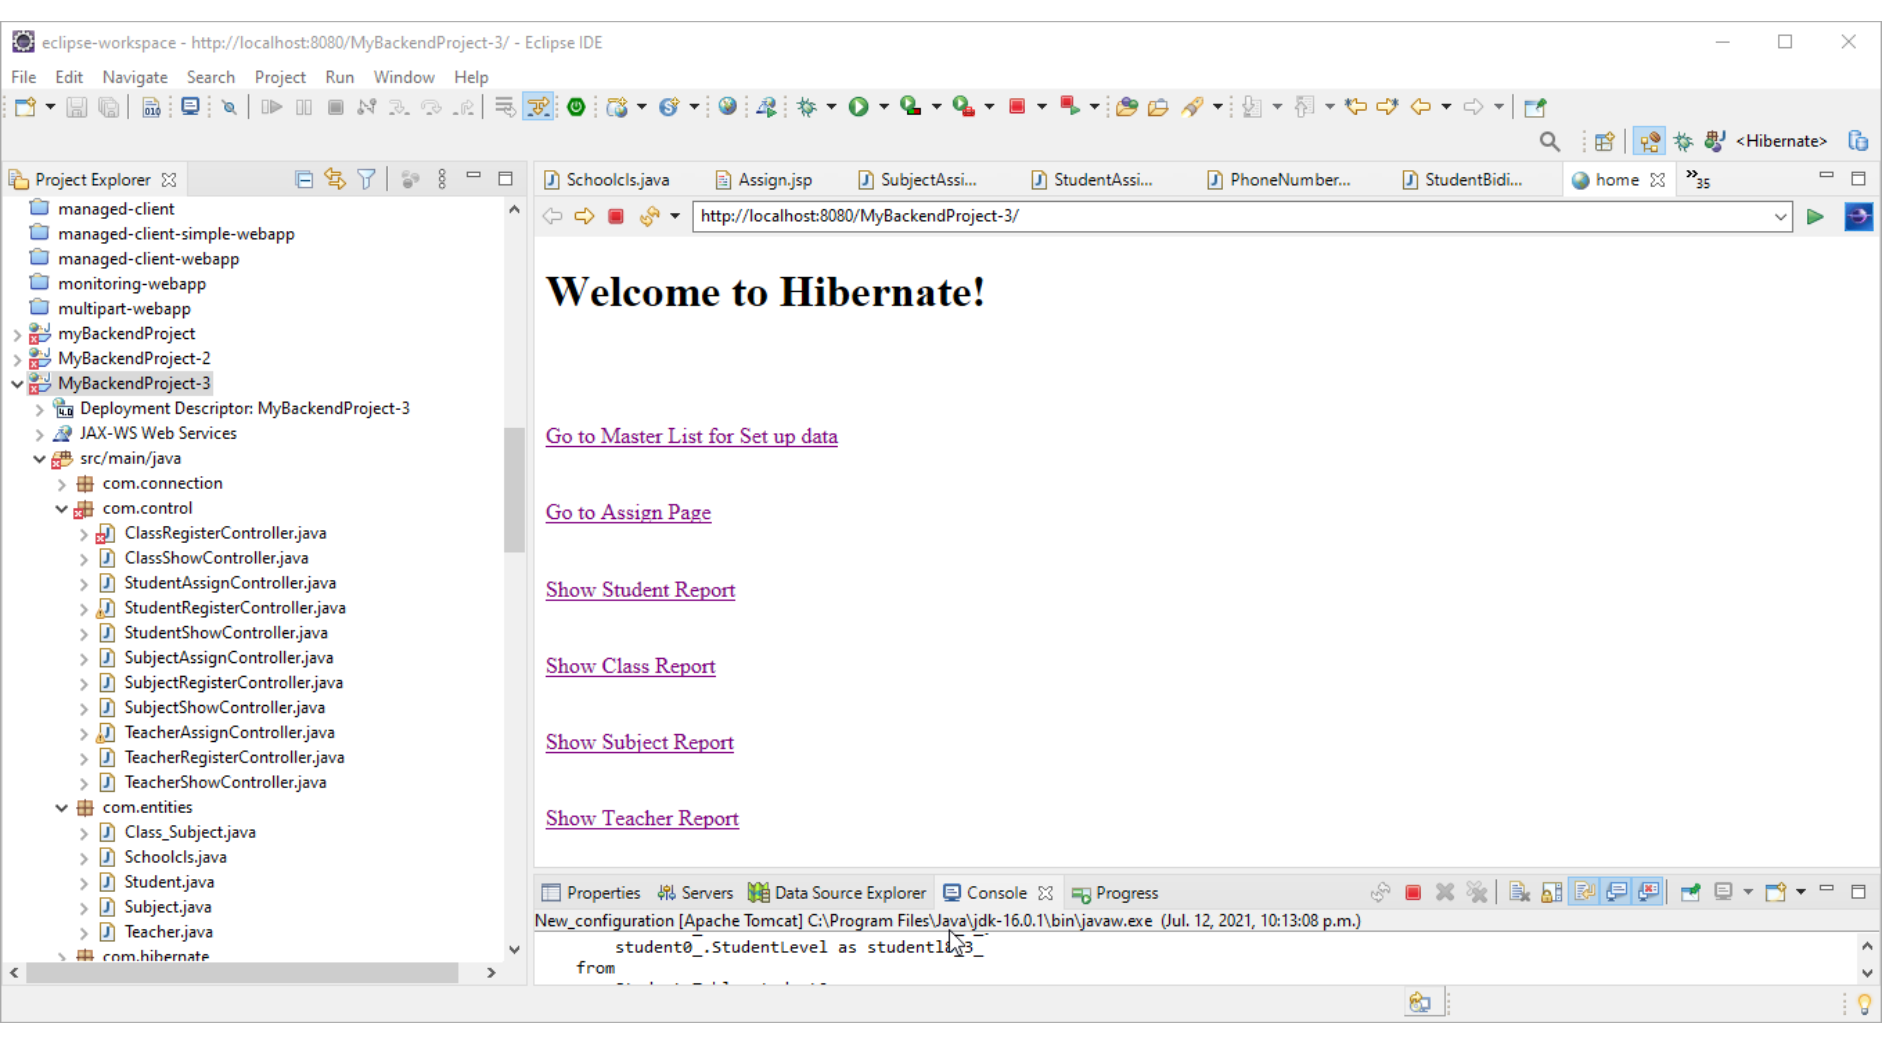 eclipse-workspace - http://localhost:8080/MyBackendProject-3/ - Eclipse IDE
File Edit Navigate Search Project Run Window Help
<Hibernate>
Project Explorer
managed-client
managed-client-simple-webapp
managed-client-webapp
monitoring-webapp
multipart-webapp
myBackendProject
MyBackendProject-2
MyBackendProject-3
Deployment Descriptor: MyBackendProject-3
JAX-WS Web Services
src/main/java
com.connection
com.control
ClassRegisterController.java
ClassShowController.java
StudentAssignController.java
StudentRegisterController.java
StudentShowController.java
SubjectAssignController.java
SubjectRegisterController.java
SubjectShowController.java
TeacherAssignController.java
TeacherRegisterController.java
TeacherShowController.java
com.entities
Class_Subject.java
Schoolcls.java
Student.java
Subject.java
Teacher.java
com.hibernate
Schoolcls.java Assign.jsp SubjectAssi... StudentAssi... PhoneNumber... StudentBidi... home »35
http://localhost:8080/MyBackendProject-3/
Welcome to Hibernate!
Go to Master List for Set up data
Go to Assign Page
Show Student Report
Show Class Report
Show Subject Report
Show Teacher Report
Properties Servers Data Source Explorer Console Progress
New_configuration [Apache Tomcat] C:\Program Files\Java\jdk-16.0.1\bin\javaw.exe (Jul. 12, 2021, 10:13:08 p.m.)
student0_.StudentLevel as
from